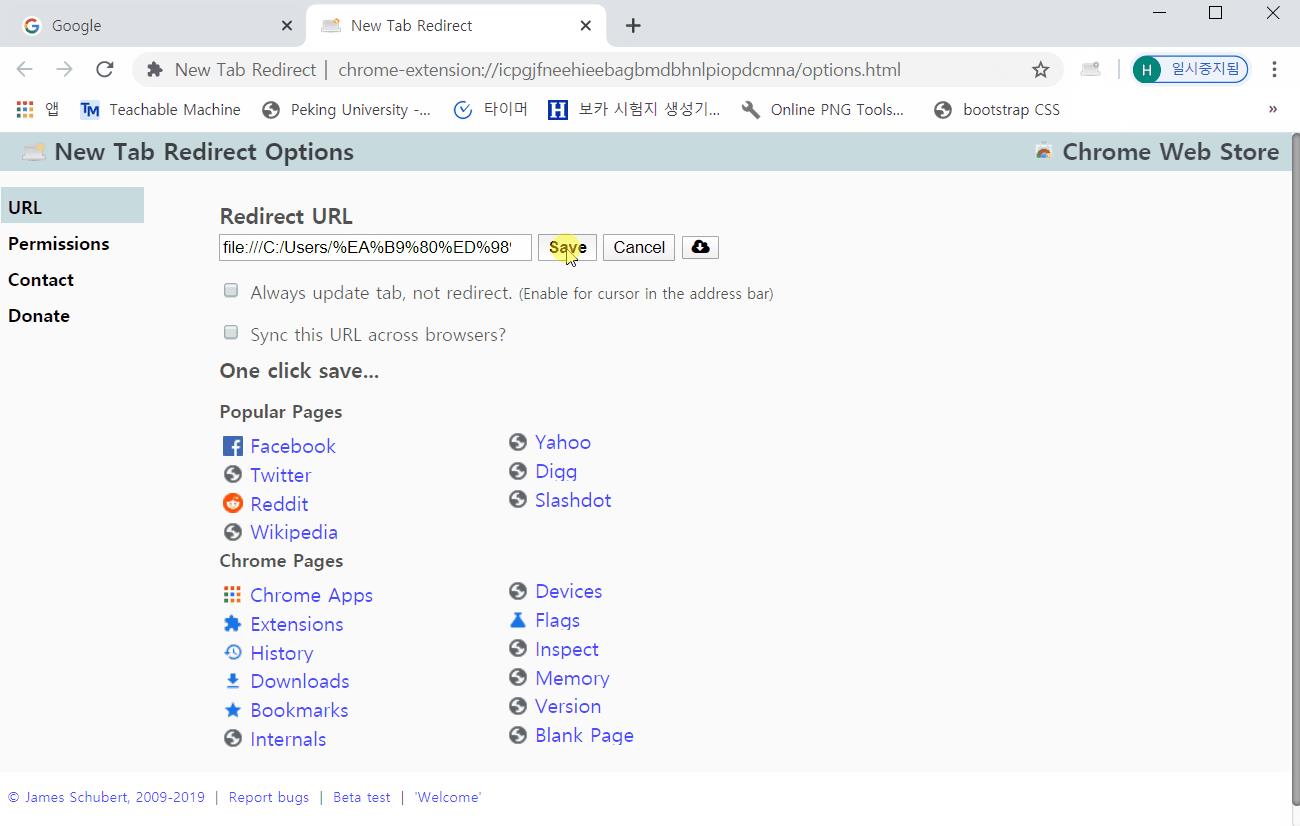 Google
New Tab Redirect
New Tab Redirect | chrome-extension://icpgjfneehieebagbmdbhnlpiopdcmna/options.html
H 일시중지됨
앱 TM Teachable Machine Peking University -... 타이머 H 보카 시험지 생성기... Online PNG Tools... bootstrap CSS »
New Tab Redirect Options Chrome Web Store
URL
Permissions
Contact
Donate
Redirect URL
file:///C:/Users/%EA%B9%80%ED%98% Save Cancel
Always update tab, not redirect. (Enable for cursor in the address bar)
Sync this URL across browsers?
One click save...
Popular Pages
Facebook
Twitter
Reddit
Wikipedia
Yahoo
Digg
Slashdot
Chrome Pages
Chrome Apps
Extensions
History
Downloads
Bookmarks
Internals
Devices
Flags
Inspect
Memory
Version
Blank Page
© James Schubert, 2009-2019 | Report bugs | Beta test | 'Welcome'